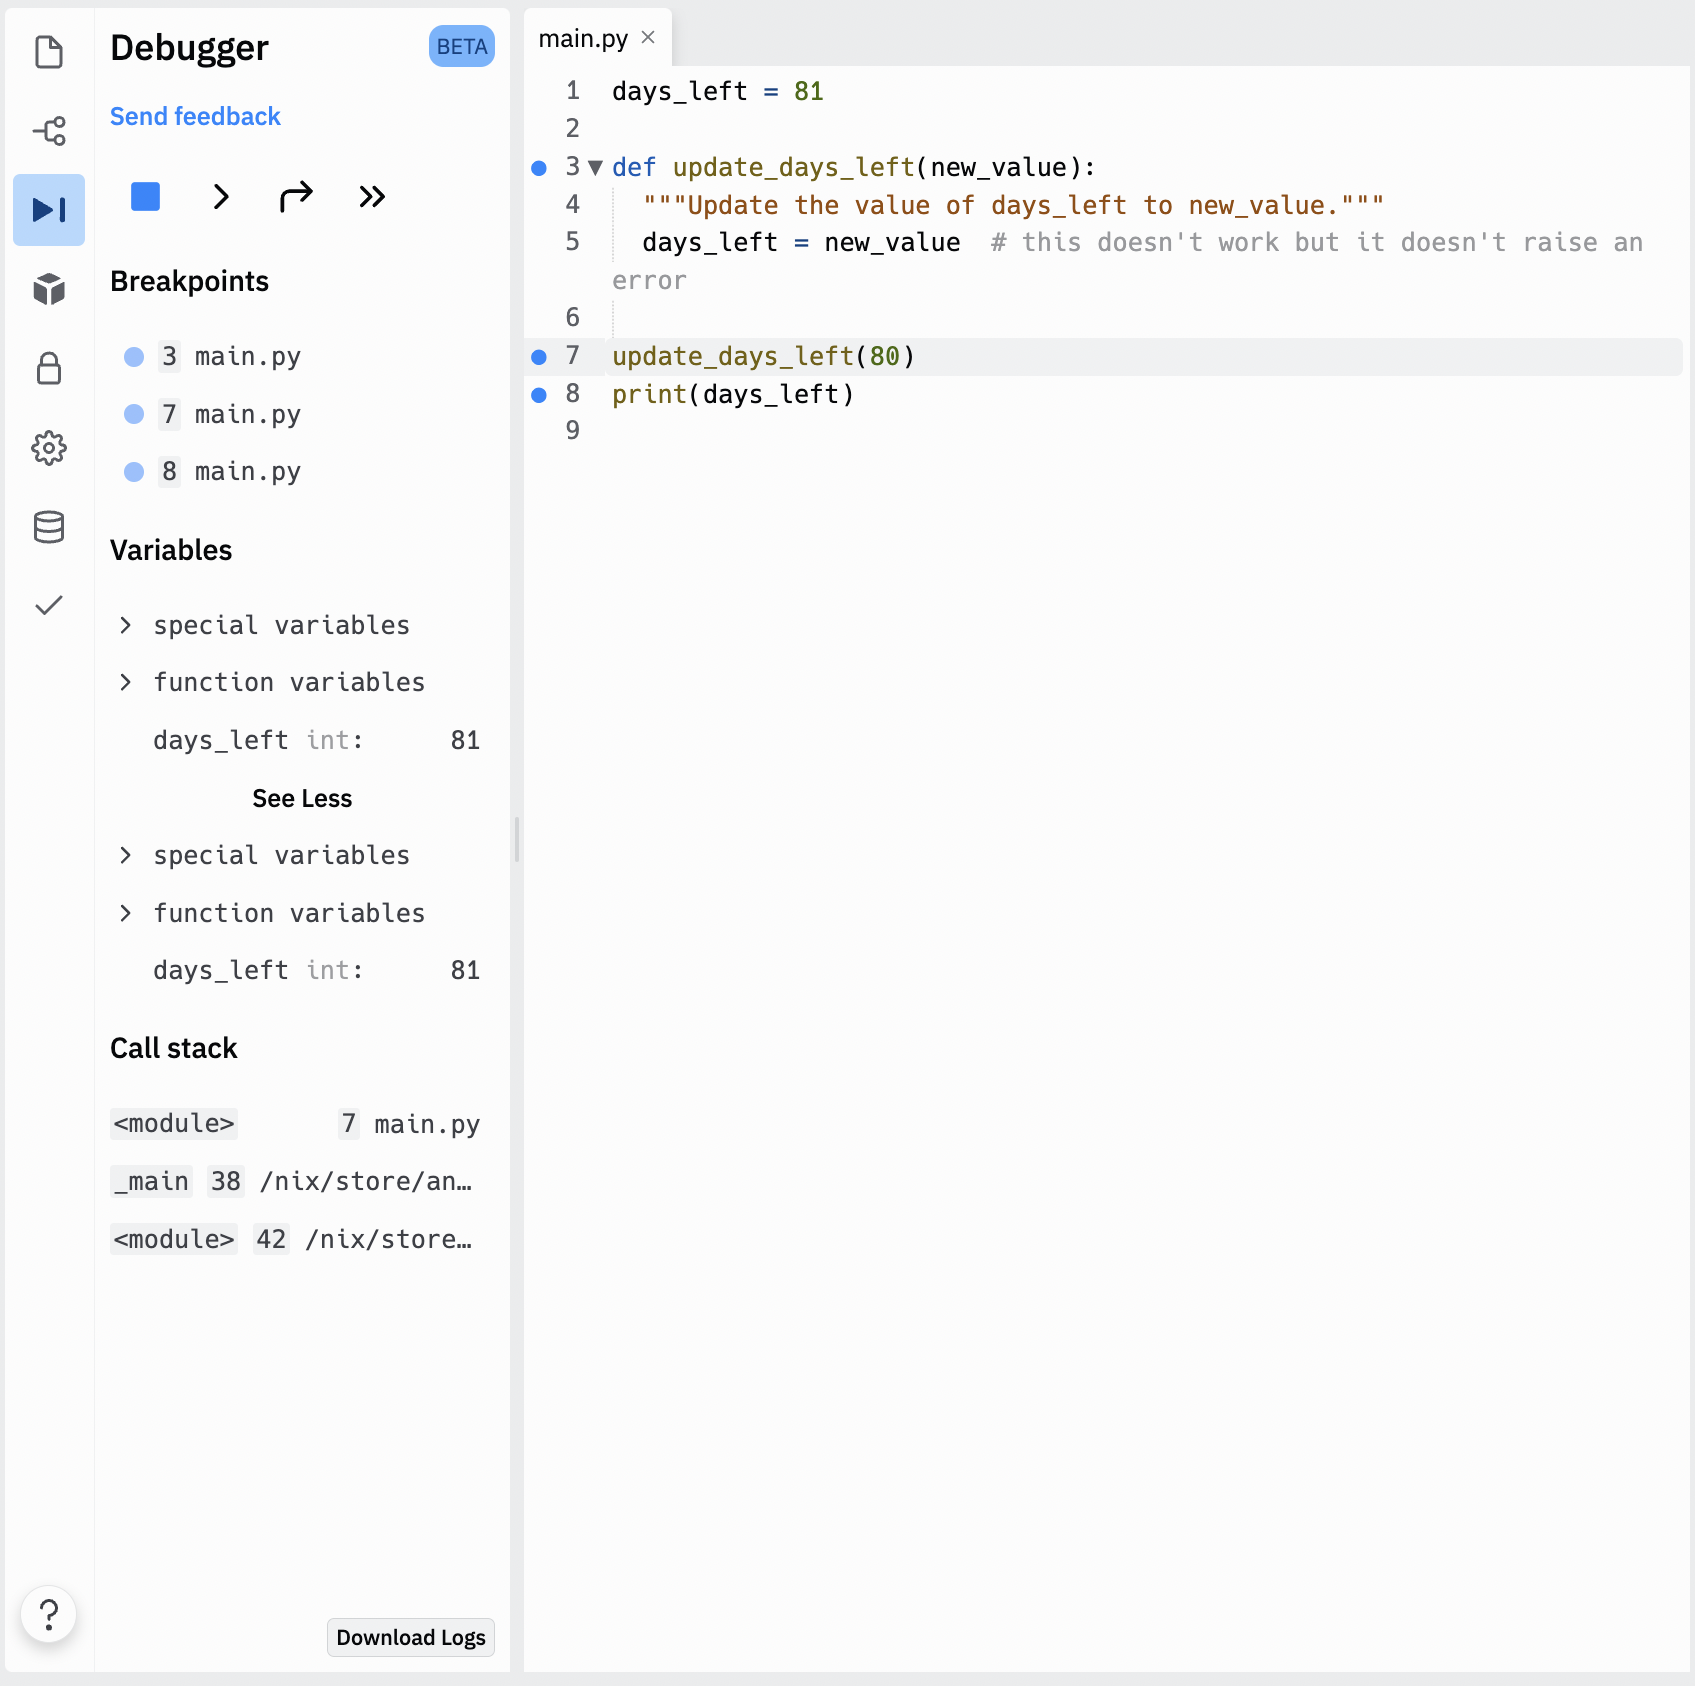 Debugger BETA
Send feedback
Breakpoints
3 main.py
7 main.py
8 main.py
Variables
special variables
function variables
days_left int: 81
See Less
special variables
function variables
days_left int: 81
Call stack
<module> 7 main.py
_main 38 /nix/store/an…
<module> 42 /nix/store…
?
Download Logs
main.py ×
1 days_left = 81
2
3 def update_days_left(new_value):
4 """Update the value of days_left to new_value."""
5 days_left = new_value # this doesn't work but it doesn't raise an
error
6
7 update_days_left(80)
8 print(days_left)
9